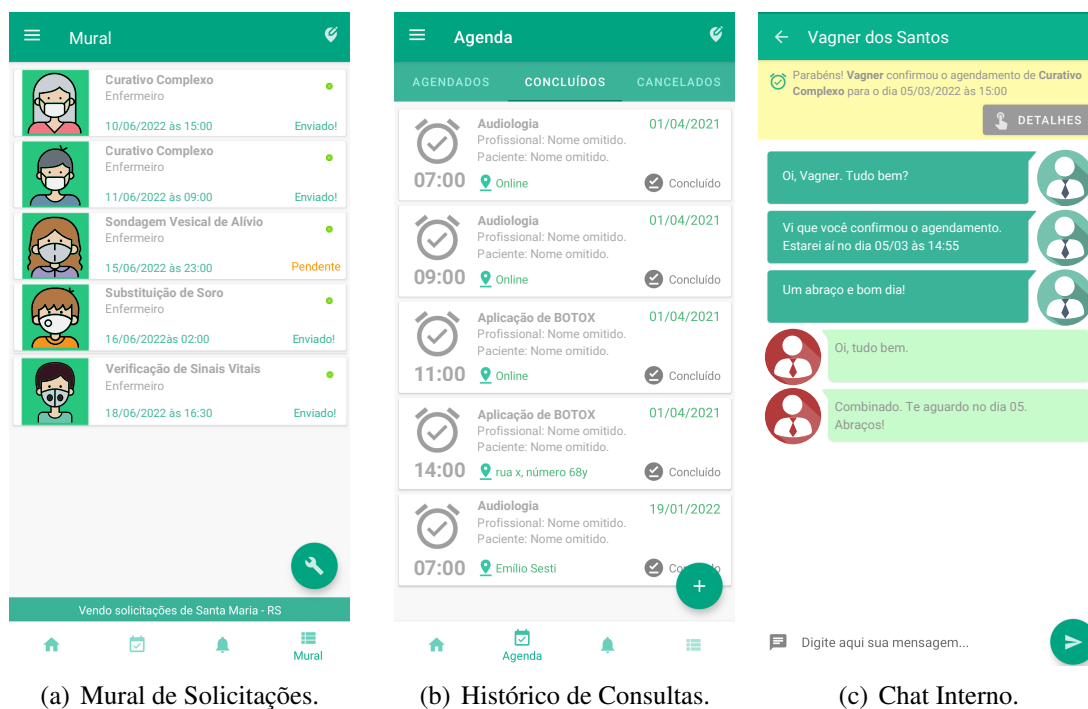 Mural
Curativo Complexo
Enfermeiro
10/06/2022 às 15:00 Enviado!
Curativo Complexo
Enfermeiro
11/06/2022 às 09:00 Enviado!
Sondagem Vesical de Alívio
Enfermeiro
15/06/2022 às 23:00 Pendente
Substituição de Soro
Enfermeiro
16/06/2022às 02:00 Enviado!
Verificação de Sinais Vitais
Enfermeiro
18/06/2022 às 16:30 Enviado!
Vendo solicitações de Santa Maria - RS
Mural
(a) Mural de Solicitações.
Agenda
AGENDADOS CONCLUÍDOS CANCELADOS
Audiologia 01/04/2021
Profissional: Nome omitido.
Paciente: Nome omitido.
07:00 Online Concluído
Audiologia 01/04/2021
Profissional: Nome omitido.
Paciente: Nome omitido.
09:00 Online Concluído
Aplicação de BOTOX 01/04/2021
Profissional: Nome omitido.
Paciente: Nome omitido.
11:00 Online Concluído
Aplicação de BOTOX 01/04/2021
Profissional: Nome omitido.
Paciente: Nome omitido.
14:00 rua x, número 68y Concluído
Audiologia 19/01/2022
Profissional: Nome omitido.
Paciente: Nome omitido.
07:00 Emílio Sesti
Agenda
(b) Histórico de Consultas.
Vagner dos Santos
Parabéns! Vagner confirmou o agendamento de Curativo
Complexo para o dia 05/03/2022 às 15:00
DETALHES
Oi, Vagner. Tudo bem?
Vi que você confirmou o agendamento.
Estarei aí no dia 05/03 às 14:55
Um abraço e bom dia!
Oi, tudo bem.
Combinado. Te aguardo no dia 05.
Abraços!
Digite aqui sua mensagem...
(c) Chat Interno.